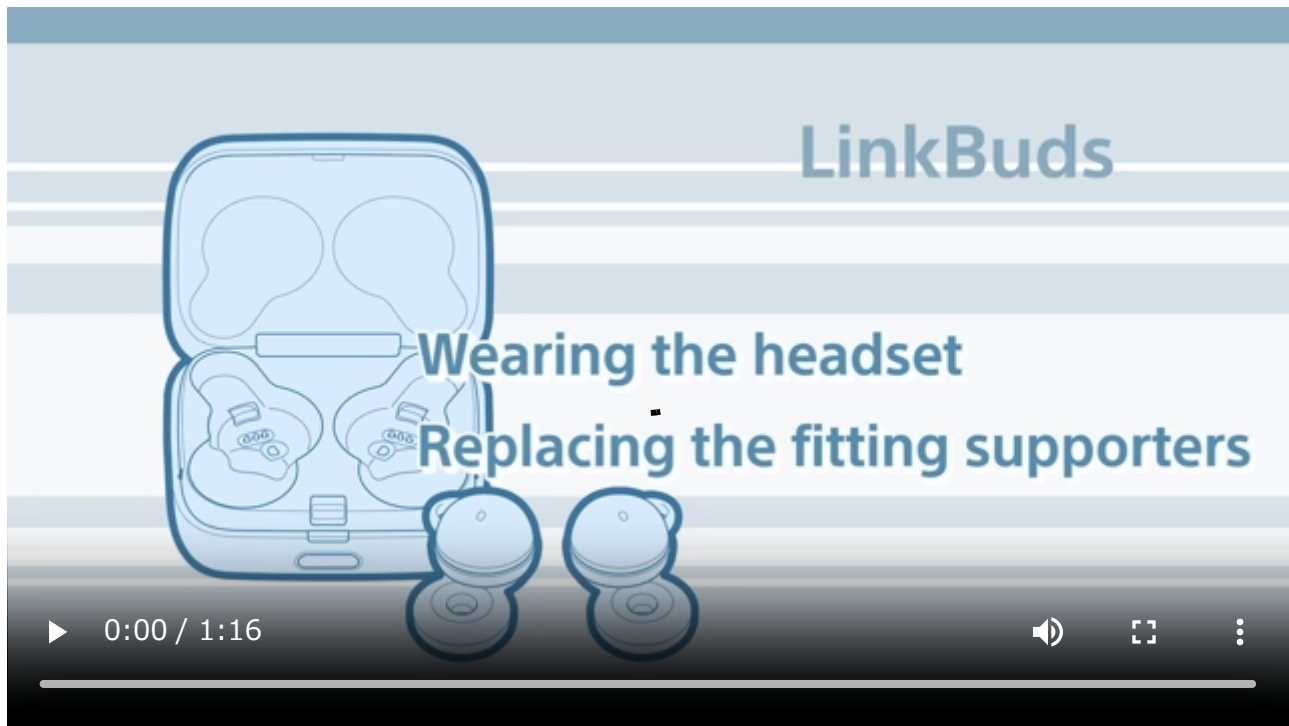 LinkBuds
Wearing the headset
Replacing the fitting supporters
0:00 / 1:16